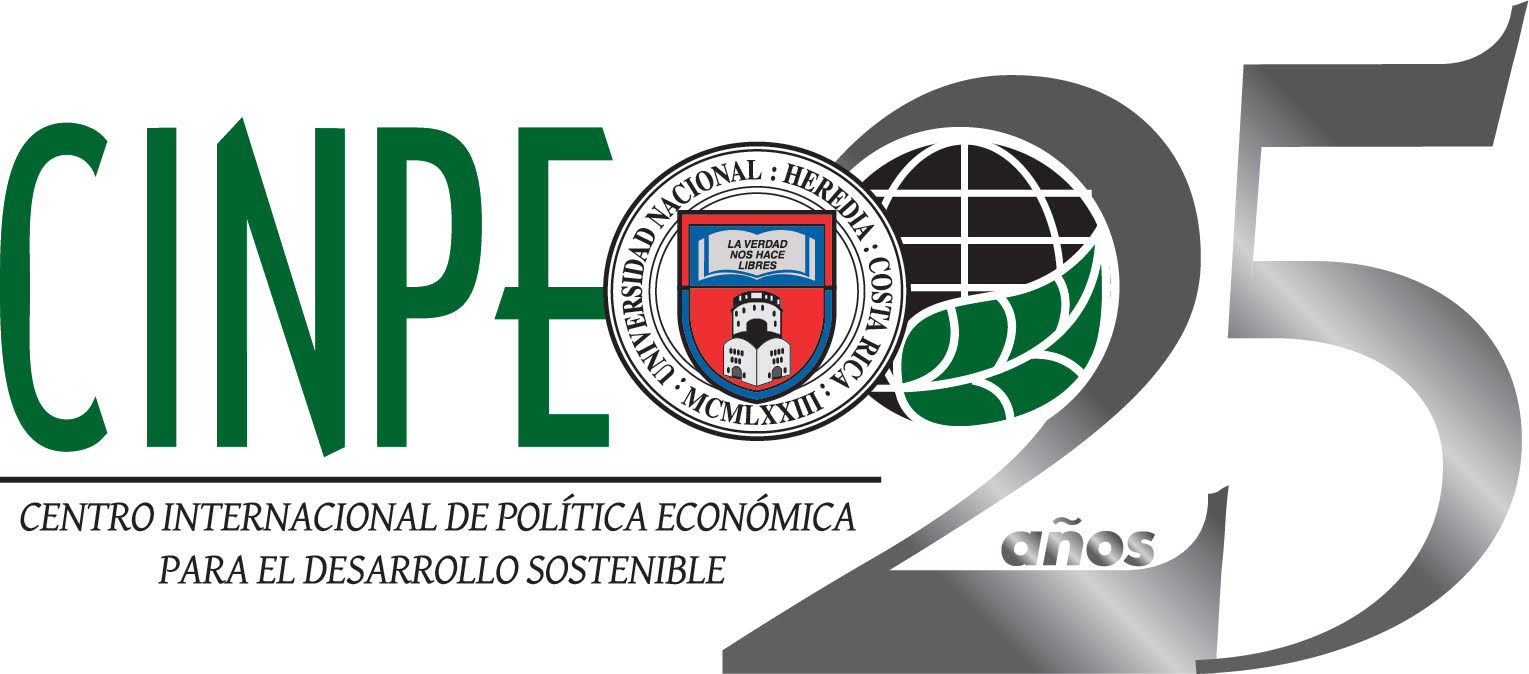 CINPE
UNIVERSIDAD NACIONAL : HEREDIA : COSTA RICA : MCMLXXIII :
LA VERDAD
NOS HACE
LIBRES
25
años
CENTRO INTERNACIONAL DE POLÍTICA ECONÓMICA
PARA EL DESARROLLO SOSTENIBLE